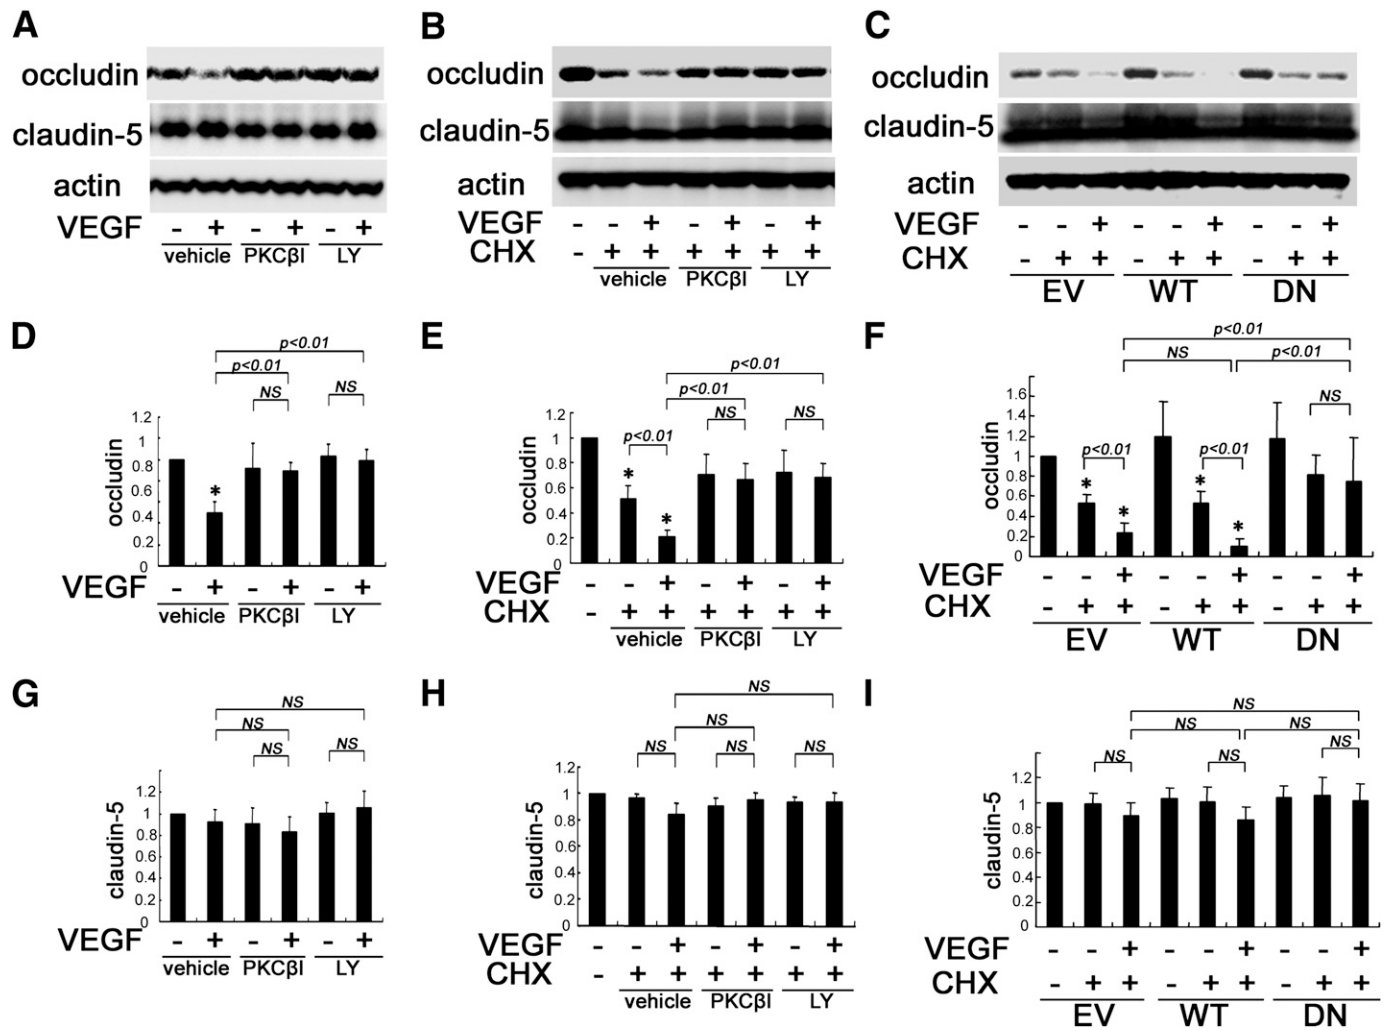 A
occludin
claudin-5
actin
VEGF - + - + - +
vehicle PKCβI LY
B
occludin
claudin-5
actin
VEGF - - + - + - +
CHX - + + + + + +
vehicle PKCβI LY
C
occludin
claudin-5
actin
VEGF - - + - - + - - +
CHX - + + - + + - + +
EV WT DN
D
p<0.01
p<0.01
NS NS
occludin
1.2
1
0.8
0.6
0.4
0.2
0
*
VEGF - + - + - +
vehicle PKCβI LY
E
p<0.01
p<0.01
p<0.01 NS NS
occludin
1.2
1
0.8
0.6
0.4
0.2
0
* *
VEGF - - + - + - +
CHX - + + + + + +
vehicle PKCβI LY
F
p<0.01
NS p<0.01
NS
p<0.01 p<0.01
occludin
1.6
1.4
1.2
1
0.8
0.6
0.4
0.2
0
* * * *
VEGF - - + - - + - - +
CHX - + + - + + - + +
EV WT DN
G
NS
NS
NS NS
claudin-5
1.2
1
0.8
0.6
0.4
0.2
0
VEGF - + - + - +
vehicle PKCβI LY
H
NS
NS
NS NS NS
claudin-5
1.2
1
0.8
0.6
0.4
0.2
0
VEGF - - + - + - +
CHX - + + + + + +
vehicle PKCβI LY
I
NS
NS NS
NS NS NS
claudin-5
1.2
1
0.8
0.6
0.4
0.2
0
VEGF - - + - - + - - +
CHX - + + - + + - + +
EV WT DN